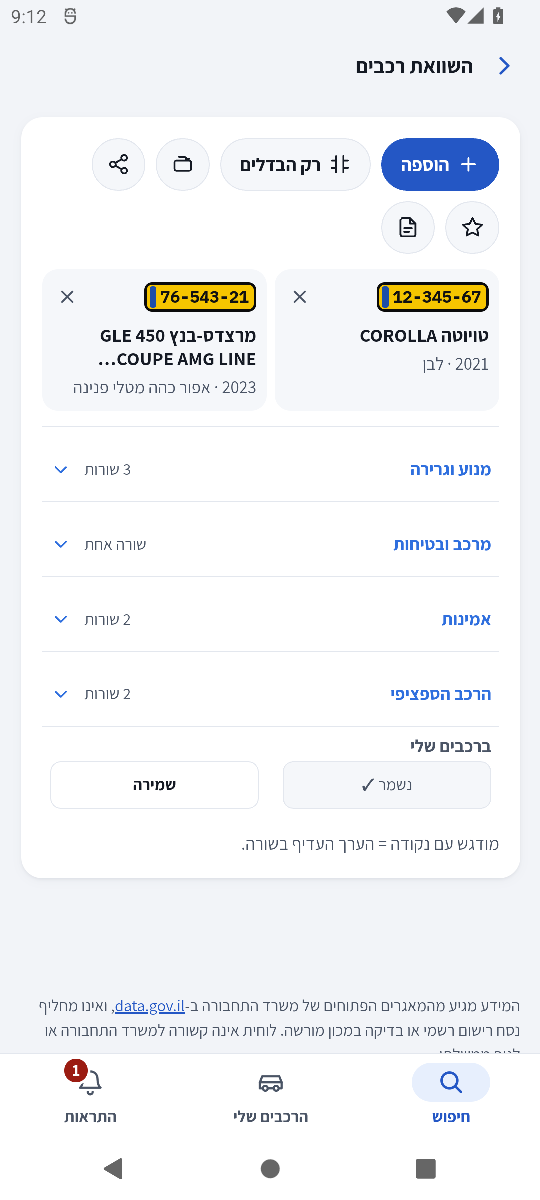 9:12
השוואת רכבים
הוספה
רק הבדלים
12-345-67
טויוטה COROLLA
2021 · לבן
76-543-21
מרצדס-בנץ GLE 450
COUPE AMG LINE…
2023 · אפור כהה מטלי פנינה
מנוע וגרירה
3 שורות
מרכב ובטיחות
שורה אחת
אמינות
2 שורות
הרכב הספציפי
2 שורות
ברכבים שלי
נשמר ✓
שמירה
מודגש עם נקודה = הערך העדיף בשורה.
המידע מגיע מהמאגרים הפתוחים של משרד התחבורה ב-data.gov.il, ואינו מחליף
נסח רישום רשמי או בדיקה במכון מורשה. לוחית אינה קשורה למשרד התחבורה או
חיפוש
הרכבים שלי
1
התראות